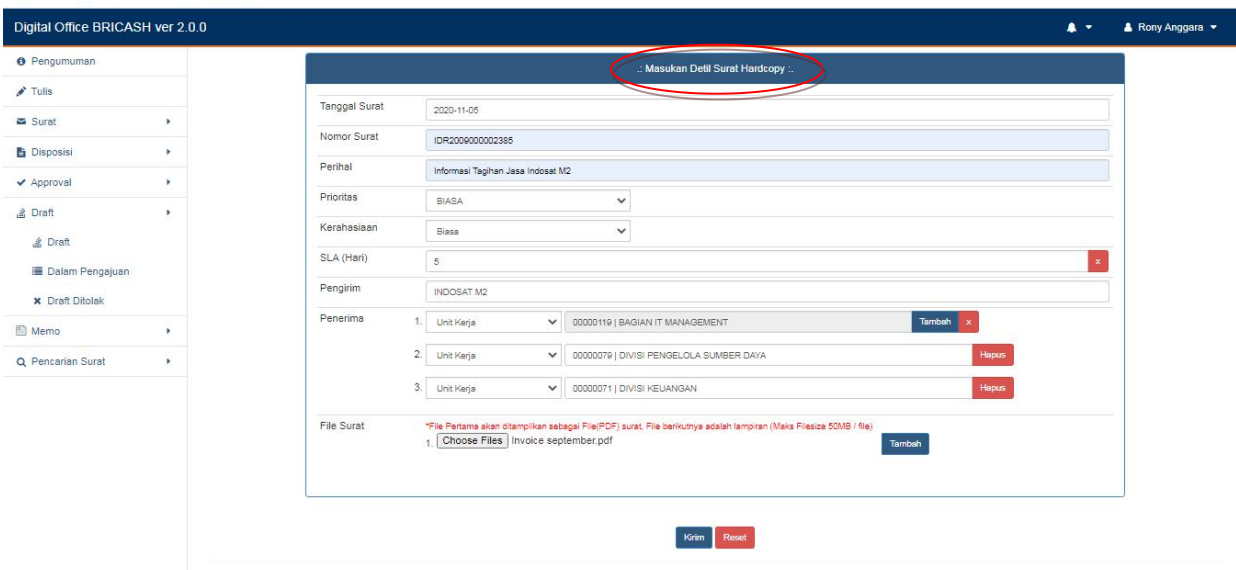 Digital Office BRICASH ver 2.0.0
Rony Anggara
Pengumuman
Tulis
Surat
Disposisi
Approval
Draft
Draft
Dalam Pengajuan
Draft Ditolak
Memo
Pencarian Surat
.: Masukan Detil Surat Hardcopy :.
Tanggal Surat 2020-11-05
Nomor Surat IDR2009000002385
Perihal Informasi Tagihan Jasa Indosat M2
Prioritas BIASA
Kerahasiaan Biasa
SLA (Hari) 5 x
Pengirim INDOSAT M2
Penerima 1. Unit Kerja 00000119 | BAGIAN IT MANAGEMENT Tambah x
2. Unit Kerja 00000079 | DIVISI PENGELOLA SUMBER DAYA Hapus
3. Unit Kerja 00000071 | DIVISI KEUANGAN Hapus
File Surat *File Pertama akan ditampilkan sebagai File(PDF) surat, File berikutnya adalah lampiran (Maks Filesize 50MB / file)
1. Choose Files Invoice september.pdf Tambah
Kirim Reset